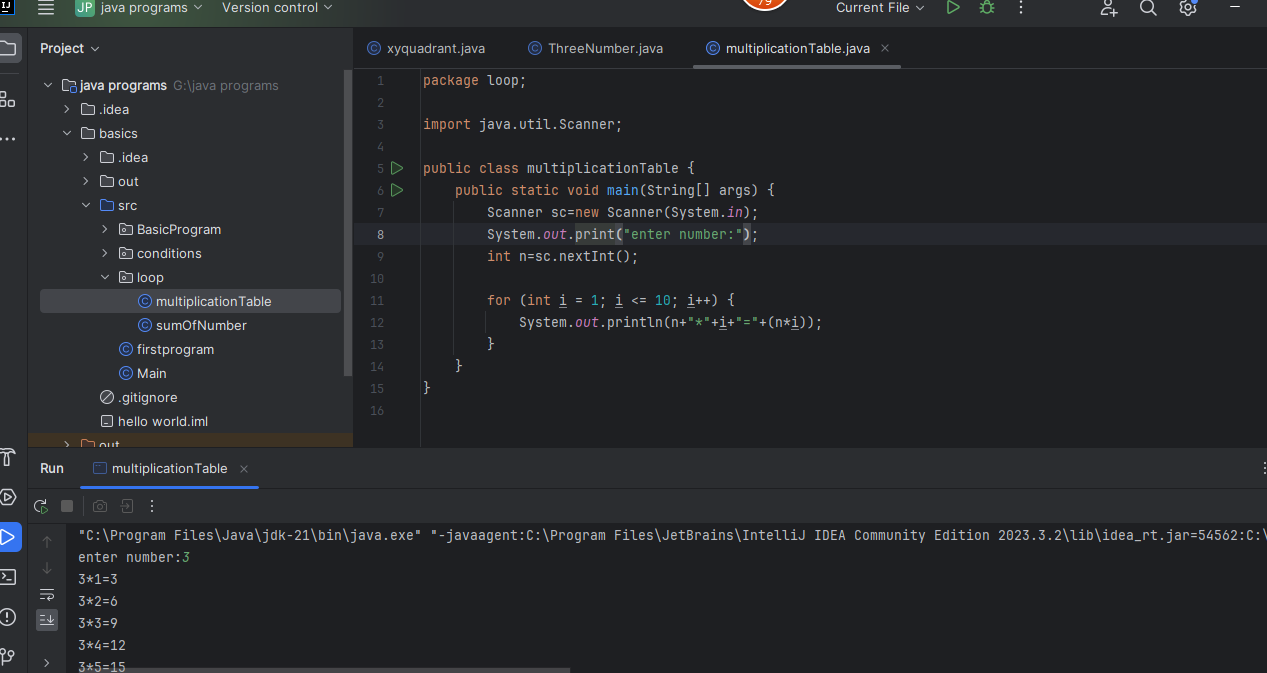 IJ
JP java programs Version control 79 Current File
Project
xyquadrant.java ThreeNumber.java multiplicationTable.java
java programs G:\java programs
.idea
basics
.idea
out
src
BasicProgram
conditions
loop
multiplicationTable
sumOfNumber
firstprogram
Main
.gitignore
hello world.iml
out
1 package loop;
2
3 import java.util.Scanner;
4
5 public class multiplicationTable {
6 public static void main(String[] args) {
7 Scanner sc=new Scanner(System.in);
8 System.out.print("enter number:");
9 int n=sc.nextInt();
10
11 for (int i = 1; i <= 10; i++) {
12 System.out.println(n+"*"+i+"="+(n*i));
13 }
14 }
15 }
16
Run multiplicationTable
"C:\Program Files\Java\jdk-21\bin\java.exe" "-javaagent:C:\Program Files\JetBrains\IntelliJ IDEA Community Edition 2023.3.2\lib\idea_rt.jar=54562:C:\
enter number:3
3*1=3
3*2=6
3*3=9
3*4=12
3*5=15